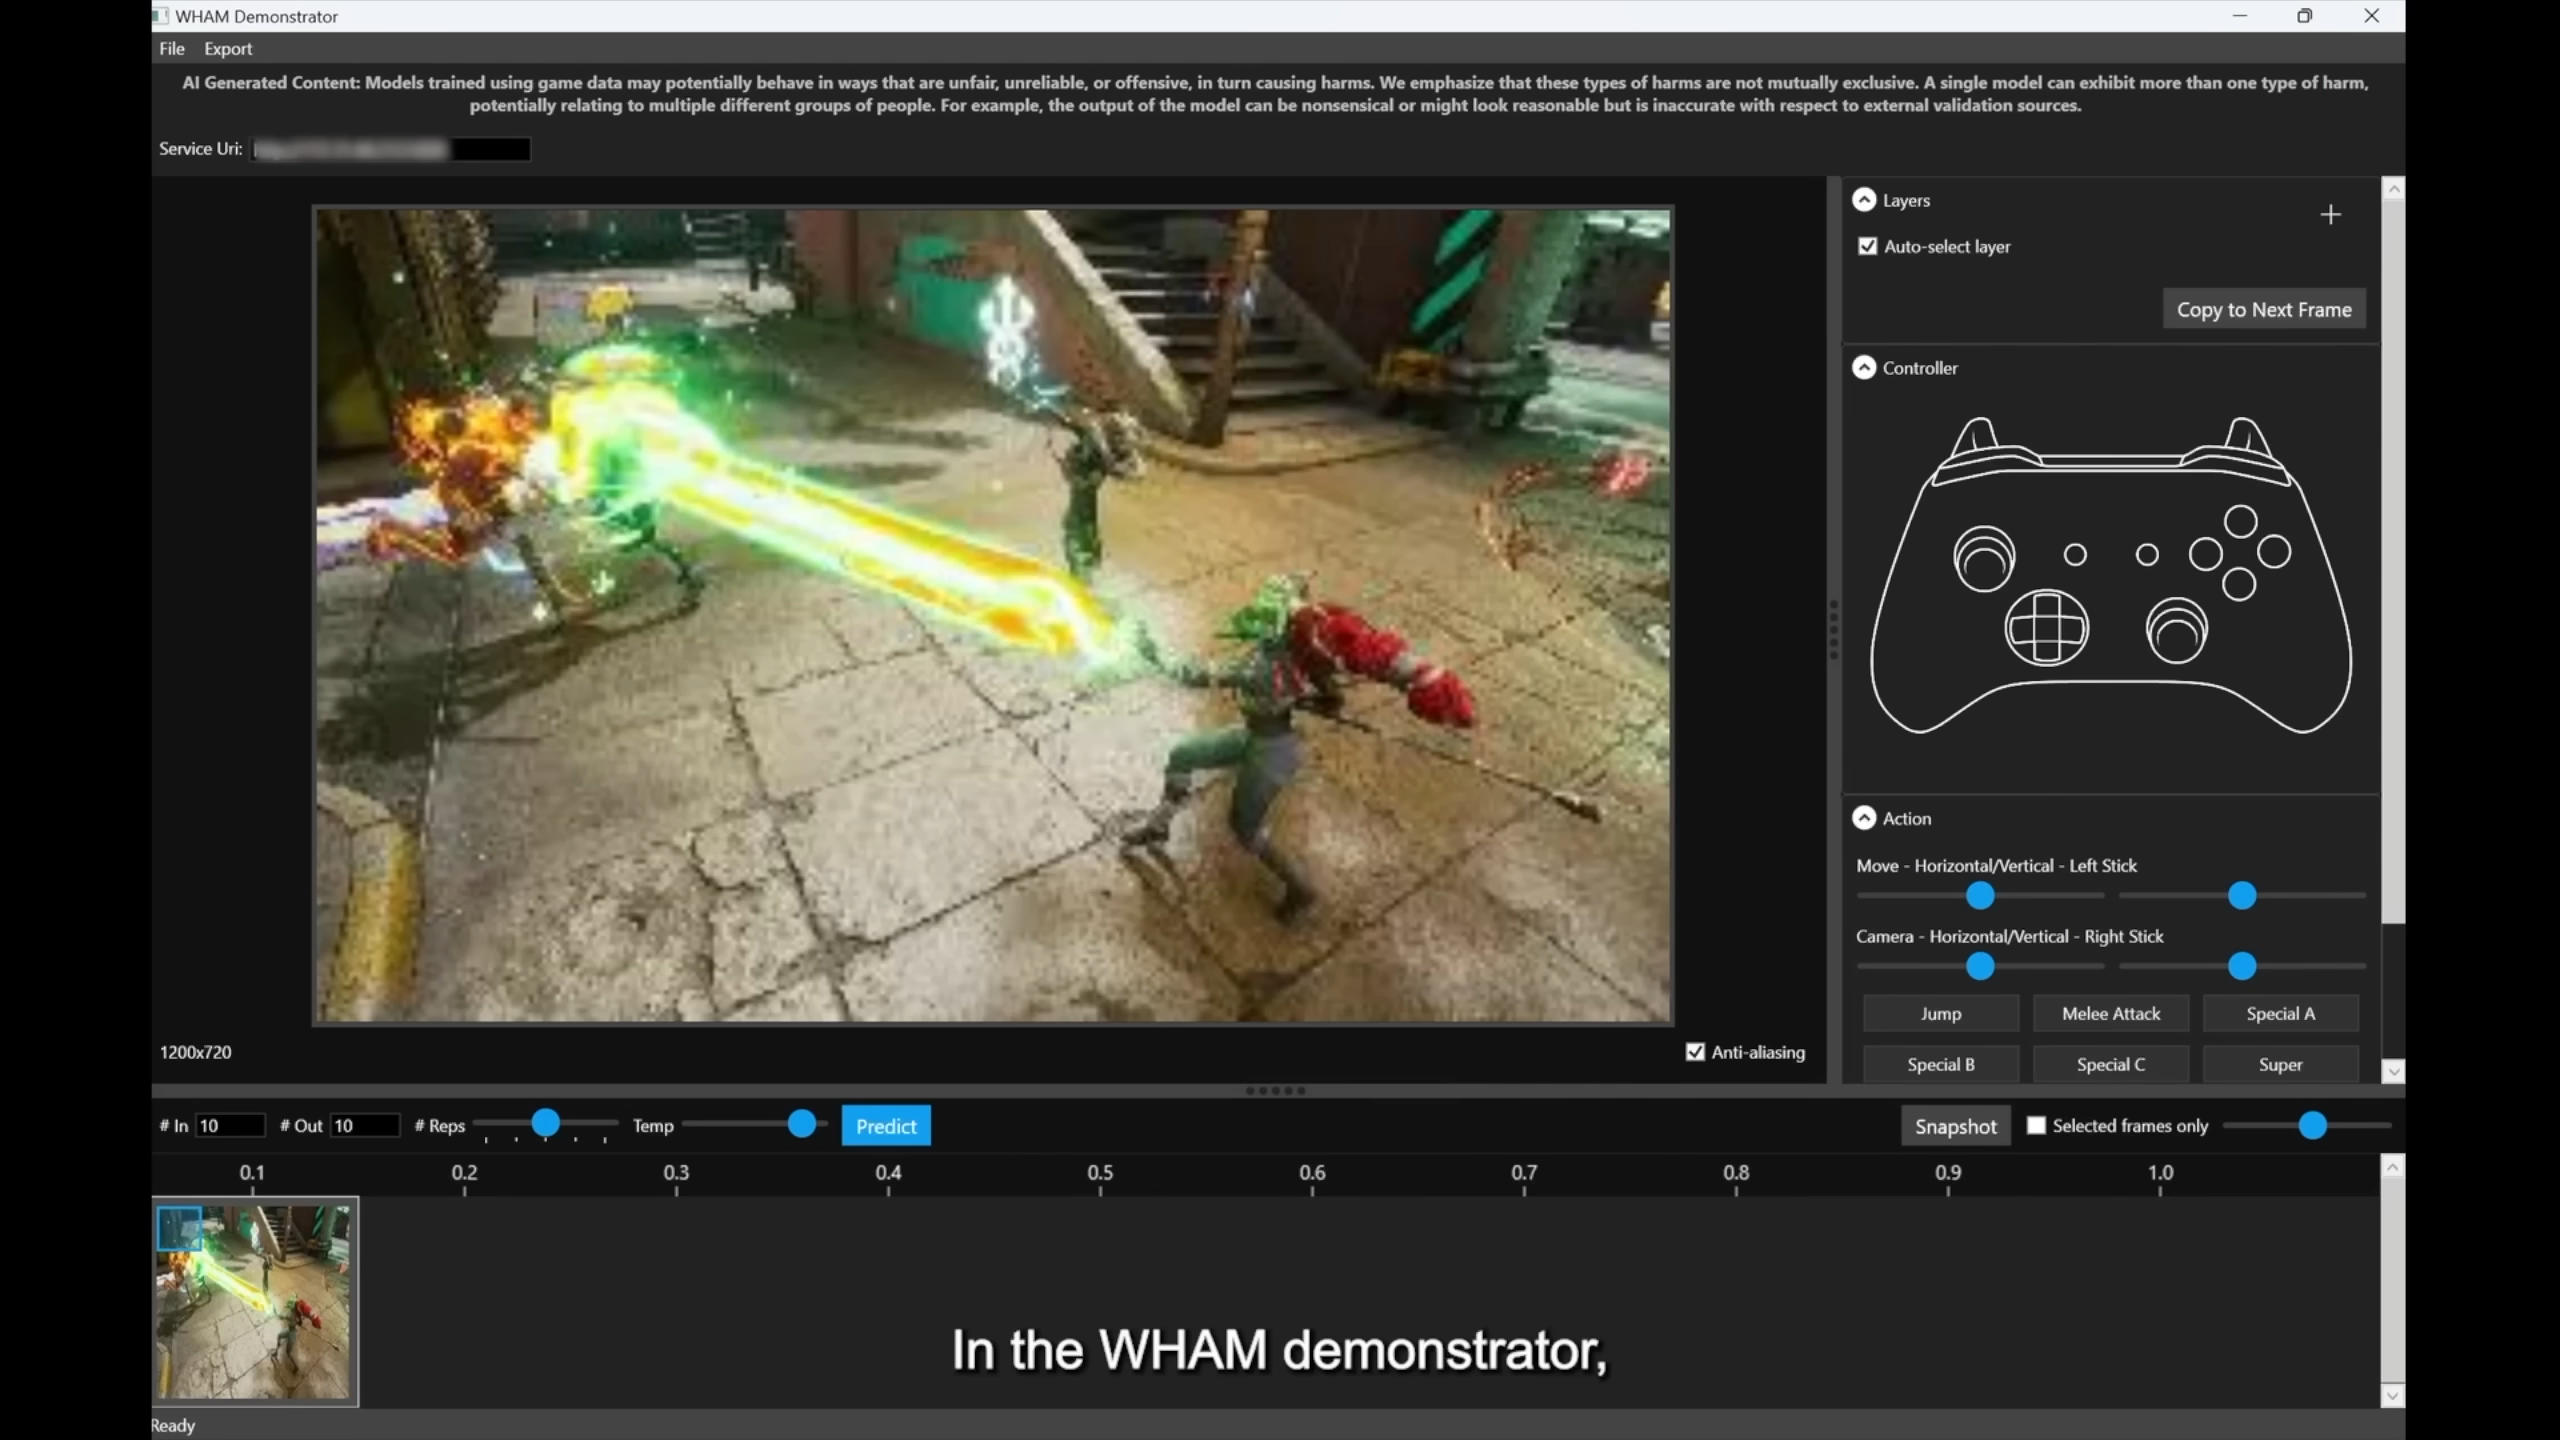 WHAM Demonstrator
File Export
AI Generated Content: Models trained using game data may potentially behave in ways that are unfair, unreliable, or offensive, in turn causing harms. We emphasize that these types of harms are not mutually exclusive. A single model can exhibit more than one type of harm,
potentially relating to multiple different groups of people. For example, the output of the model can be nonsensical or might look reasonable but is inaccurate with respect to external validation sources.
Service Uri:
Layers
Auto-select layer
Copy to Next Frame
Controller
Action
Move - Horizontal/Vertical - Left Stick
Camera - Horizontal/Vertical - Right Stick
Jump Melee Attack Special A
Special B Special C Super
1200x720 Anti-aliasing
# In 10 # Out 10 # Reps Temp Predict Snapshot Selected frames only
0.1 0.2 0.3 0.4 0.5 0.6 0.7 0.8 0.9 1.0
In the WHAM demonstrator,
Ready